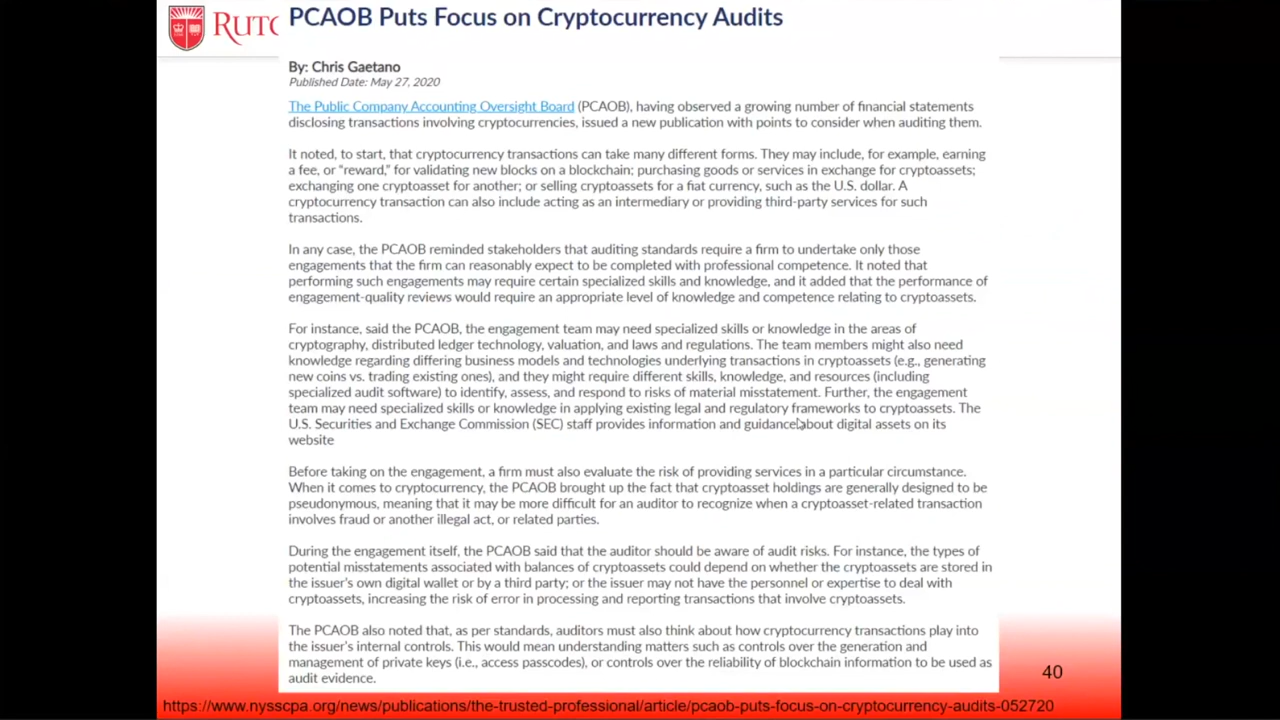 RUTG
PCAOB Puts Focus on Cryptocurrency Audits
By: Chris Gaetano
Published Date: May 27, 2020
The Public Company Accounting Oversight Board (PCAOB), having observed a growing number of financial statements
disclosing transactions involving cryptocurrencies, issued a new publication with points to consider when auditing them.
It noted, to start, that cryptocurrency transactions can take many different forms. They may include, for example, earning
a fee, or “reward,” for validating new blocks on a blockchain; purchasing goods or services in exchange for cryptoassets;
exchanging one cryptoasset for another; or selling cryptoassets for a fiat currency, such as the U.S. dollar. A
cryptocurrency transaction can also include acting as an intermediary or providing third-party services for such
transactions.
In any case, the PCAOB reminded stakeholders that auditing standards require a firm to undertake only those
engagements that the firm can reasonably expect to be completed with professional competence. It noted that
performing such engagements may require certain specialized skills and knowledge, and it added that the performance of
engagement-quality reviews would require an appropriate level of knowledge and competence relating to cryptoassets.
For instance, said the PCAOB, the engagement team may need specialized skills or knowledge in the areas of
cryptography, distributed ledger technology, valuation, and laws and regulations. The team members might also need
knowledge regarding differing business models and technologies underlying transactions in cryptoassets (e.g., generating
new coins vs. trading existing ones), and they might require different skills, knowledge, and resources (including
specialized audit software) to identify, assess, and respond to risks of material misstatement. Further, the engagement
team may need specialized skills or knowledge in applying existing legal and regulatory frameworks to cryptoassets. The
U.S. Securities and Exchange Commission (SEC) staff provides information and guidance about digital assets on its
website
Before taking on the engagement, a firm must also evaluate the risk of providing services in a particular circumstance.
When it comes to cryptocurrency, the PCAOB brought up the fact that cryptoasset holdings are generally designed to be
pseudonymous, meaning that it may be more difficult for an auditor to recognize when a cryptoasset-related transaction
involves fraud or another illegal act, or related parties.
During the engagement itself, the PCAOB said that the auditor should be aware of audit risks. For instance, the types of
potential misstatements associated with balances of cryptoassets could depend on whether the cryptoassets are stored in
the issuer's own digital wallet or by a third party; or the issuer may not have the personnel or expertise to deal with
cryptoassets, increasing the risk of error in processing and reporting transactions that involve cryptoassets.
The PCAOB also noted that, as per standards, auditors must also think about how cryptocurrency transactions play into
the issuer's internal controls. This would mean understanding matters such as controls over the generation and
management of private keys (i.e., access passcodes), or controls over the reliability of blockchain information to be used as
audit evidence.
40
https://www.nysscpa.org/news/publications/the-trusted-professional/article/pcaob-puts-focus-on-cryptocurrency-audits-052720